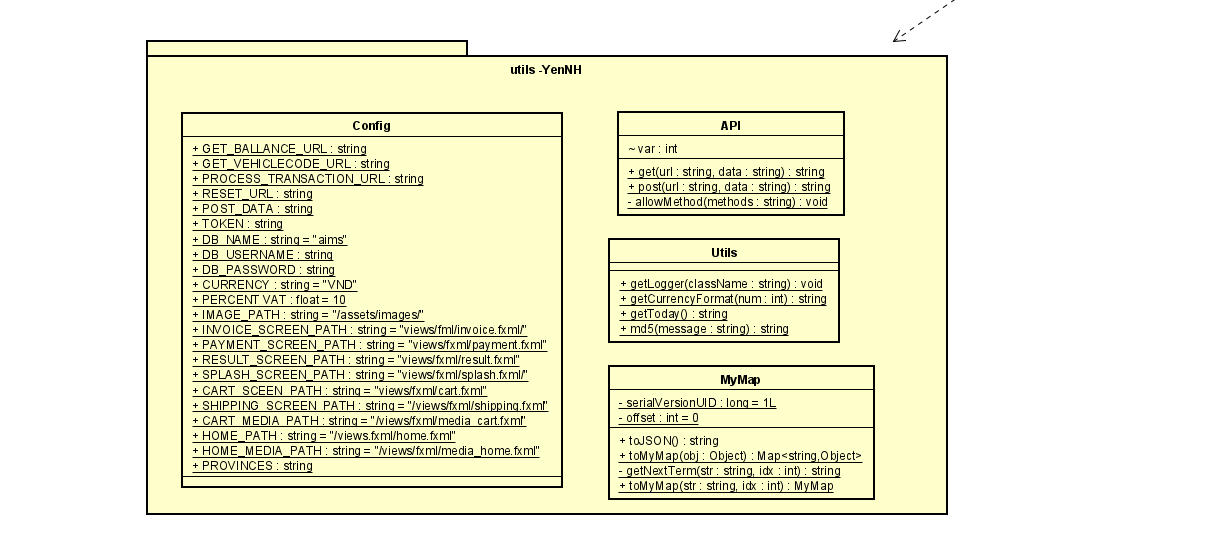 utils -YenNH
Config
+ GET_BALLANCE_URL : string
+ GET_VEHICLECODE_URL : string
+ PROCESS_TRANSACTION_URL : string
+ RESET_URL : string
+ POST_DATA : string
+ TOKEN : string
+ DB_NAME : string = "aims"
+ DB_USERNAME : string
+ DB_PASSWORD : string
+ CURRENCY : string = "VND"
+ PERCENT VAT : float = 10
+ IMAGE_PATH : string = "/assets/images/"
+ INVOICE_SCREEN_PATH : string = "views/fml/invoice.fxml/"
+ PAYMENT_SCREEN_PATH : string = "views/fxml/payment.fxml"
+ RESULT_SCREEN_PATH : string = "views/fxml/result.fxml"
+ SPLASH_SCREEN_PATH : string = "views/fxml/splash.fxml/"
+ CART_SCEEN_PATH : string = "views/fxml/cart.fxml"
+ SHIPPING_SCREEN_PATH : string = "/views/fxml/shipping.fxml"
+ CART_MEDIA_PATH : string = "/views/fxml/media_cart.fxml"
+ HOME_PATH : string = "/views.fxml/home.fxml"
+ HOME_MEDIA_PATH : string = "/views/fxml/media_home.fxml"
+ PROVINCES : string
API
~ var : int
+ get(url : string, data : string) : string
+ post(url : string, data : string) : string
- allowMethod(methods : string) : void
Utils
+ getLogger(className : string) : void
+ getCurrencyFormat(num : int) : string
+ getToday() : string
+ md5(message : string) : string
MyMap
- serialVersionUID : long = 1L
- offset : int = 0
+ toJSON() : string
+ toMyMap(obj : Object) : Map<string,Object>
- getNextTerm(str : string, idx : int) : string
+ toMyMap(str : string, idx : int) : MyMap